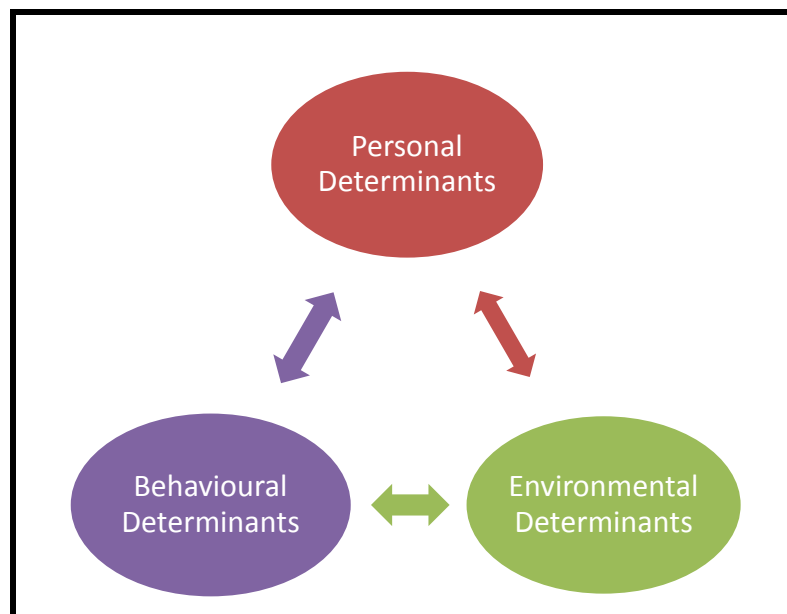 Personal
Determinants
Behavioural
Determinants
Environmental
Determinants